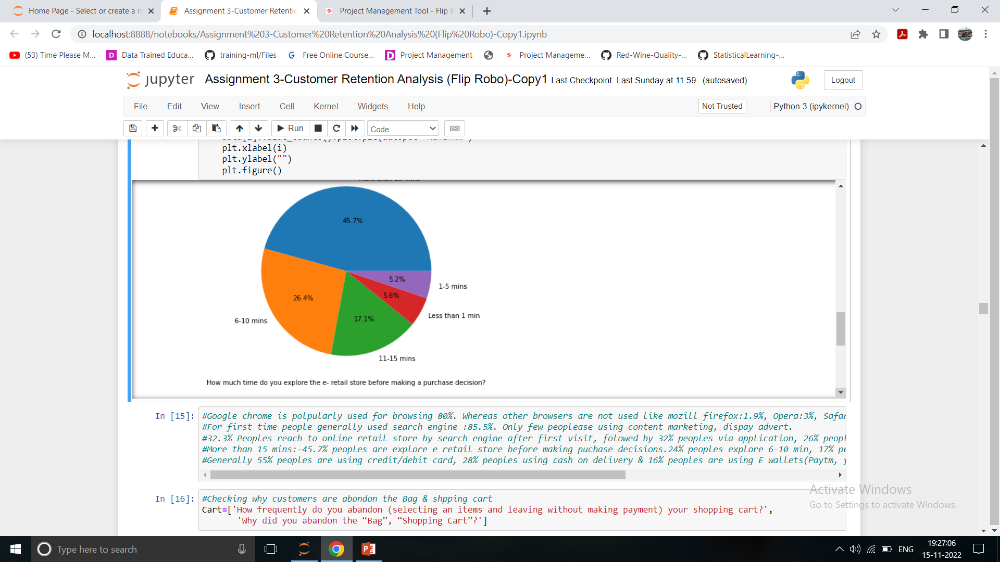 Home Page - Select or create a n
Assignment 3-Customer Retentic
Project Management Tool - Flip R
localhost:8888/notebooks/Assignment%203-Customer%20Retention%20Analysis%20(Flip%20Robo)-Copy1.ipynb
(53) Time Please M...
Data Trained Educa...
training-ml/Files
Free Online Course...
Project Management
Project Manageme...
Red-Wine-Quality-...
StatisticalLearning-...
jupyter Assignment 3-Customer Retention Analysis (Flip Robo)-Copy1 Last Checkpoint: Last Sunday at 11:59 (autosaved)
Logout
File Edit View Insert Cell Kernel Widgets Help
Not Trusted
Python 3 (ipykernel)
Run
Code
plt.xlabel(i)
plt.ylabel("")
plt.figure()
45.7%
5.2%
1-5 mins
5.6%
26.4%
Less than 1 min
17.1%
6-10 mins
11-15 mins
How much time do you explore the e- retail store before making a purchase decision?
In [15]:
#Google chrome is polpularly used for browsing 80%. Whereas other browsers are not used like mozill firefox:1.9%, Opera:3%, Safar
#For first time people generally used search engine :85.5%. Only few peoplease using content marketing, dispay advert.
#32.3% Peoples reach to online retail store by search engine after first visit, folowed by 32% peoples via application, 26% peopl
#More than 15 mins:-45.7% peoples are explore e retail store before making puchase decisions.24% peoples explore 6-10 min, 17% pe
#Generally 55% peoples are using credit/debit card, 28% peoples using cash on delivery & 16% peoples are using E wallets(Paytm,
In [16]:
#Checking why customers are abondon the Bag & shpping cart
Cart=['How frequently do you abandon (selecting an items and leaving without making payment) your shopping cart?',
'Why did you abandon the “Bag”, “Shopping Cart”?']
Activate Windows
Go to Settings to activate Windows.
Type here to search
ENG
19:27:06
15-11-2022